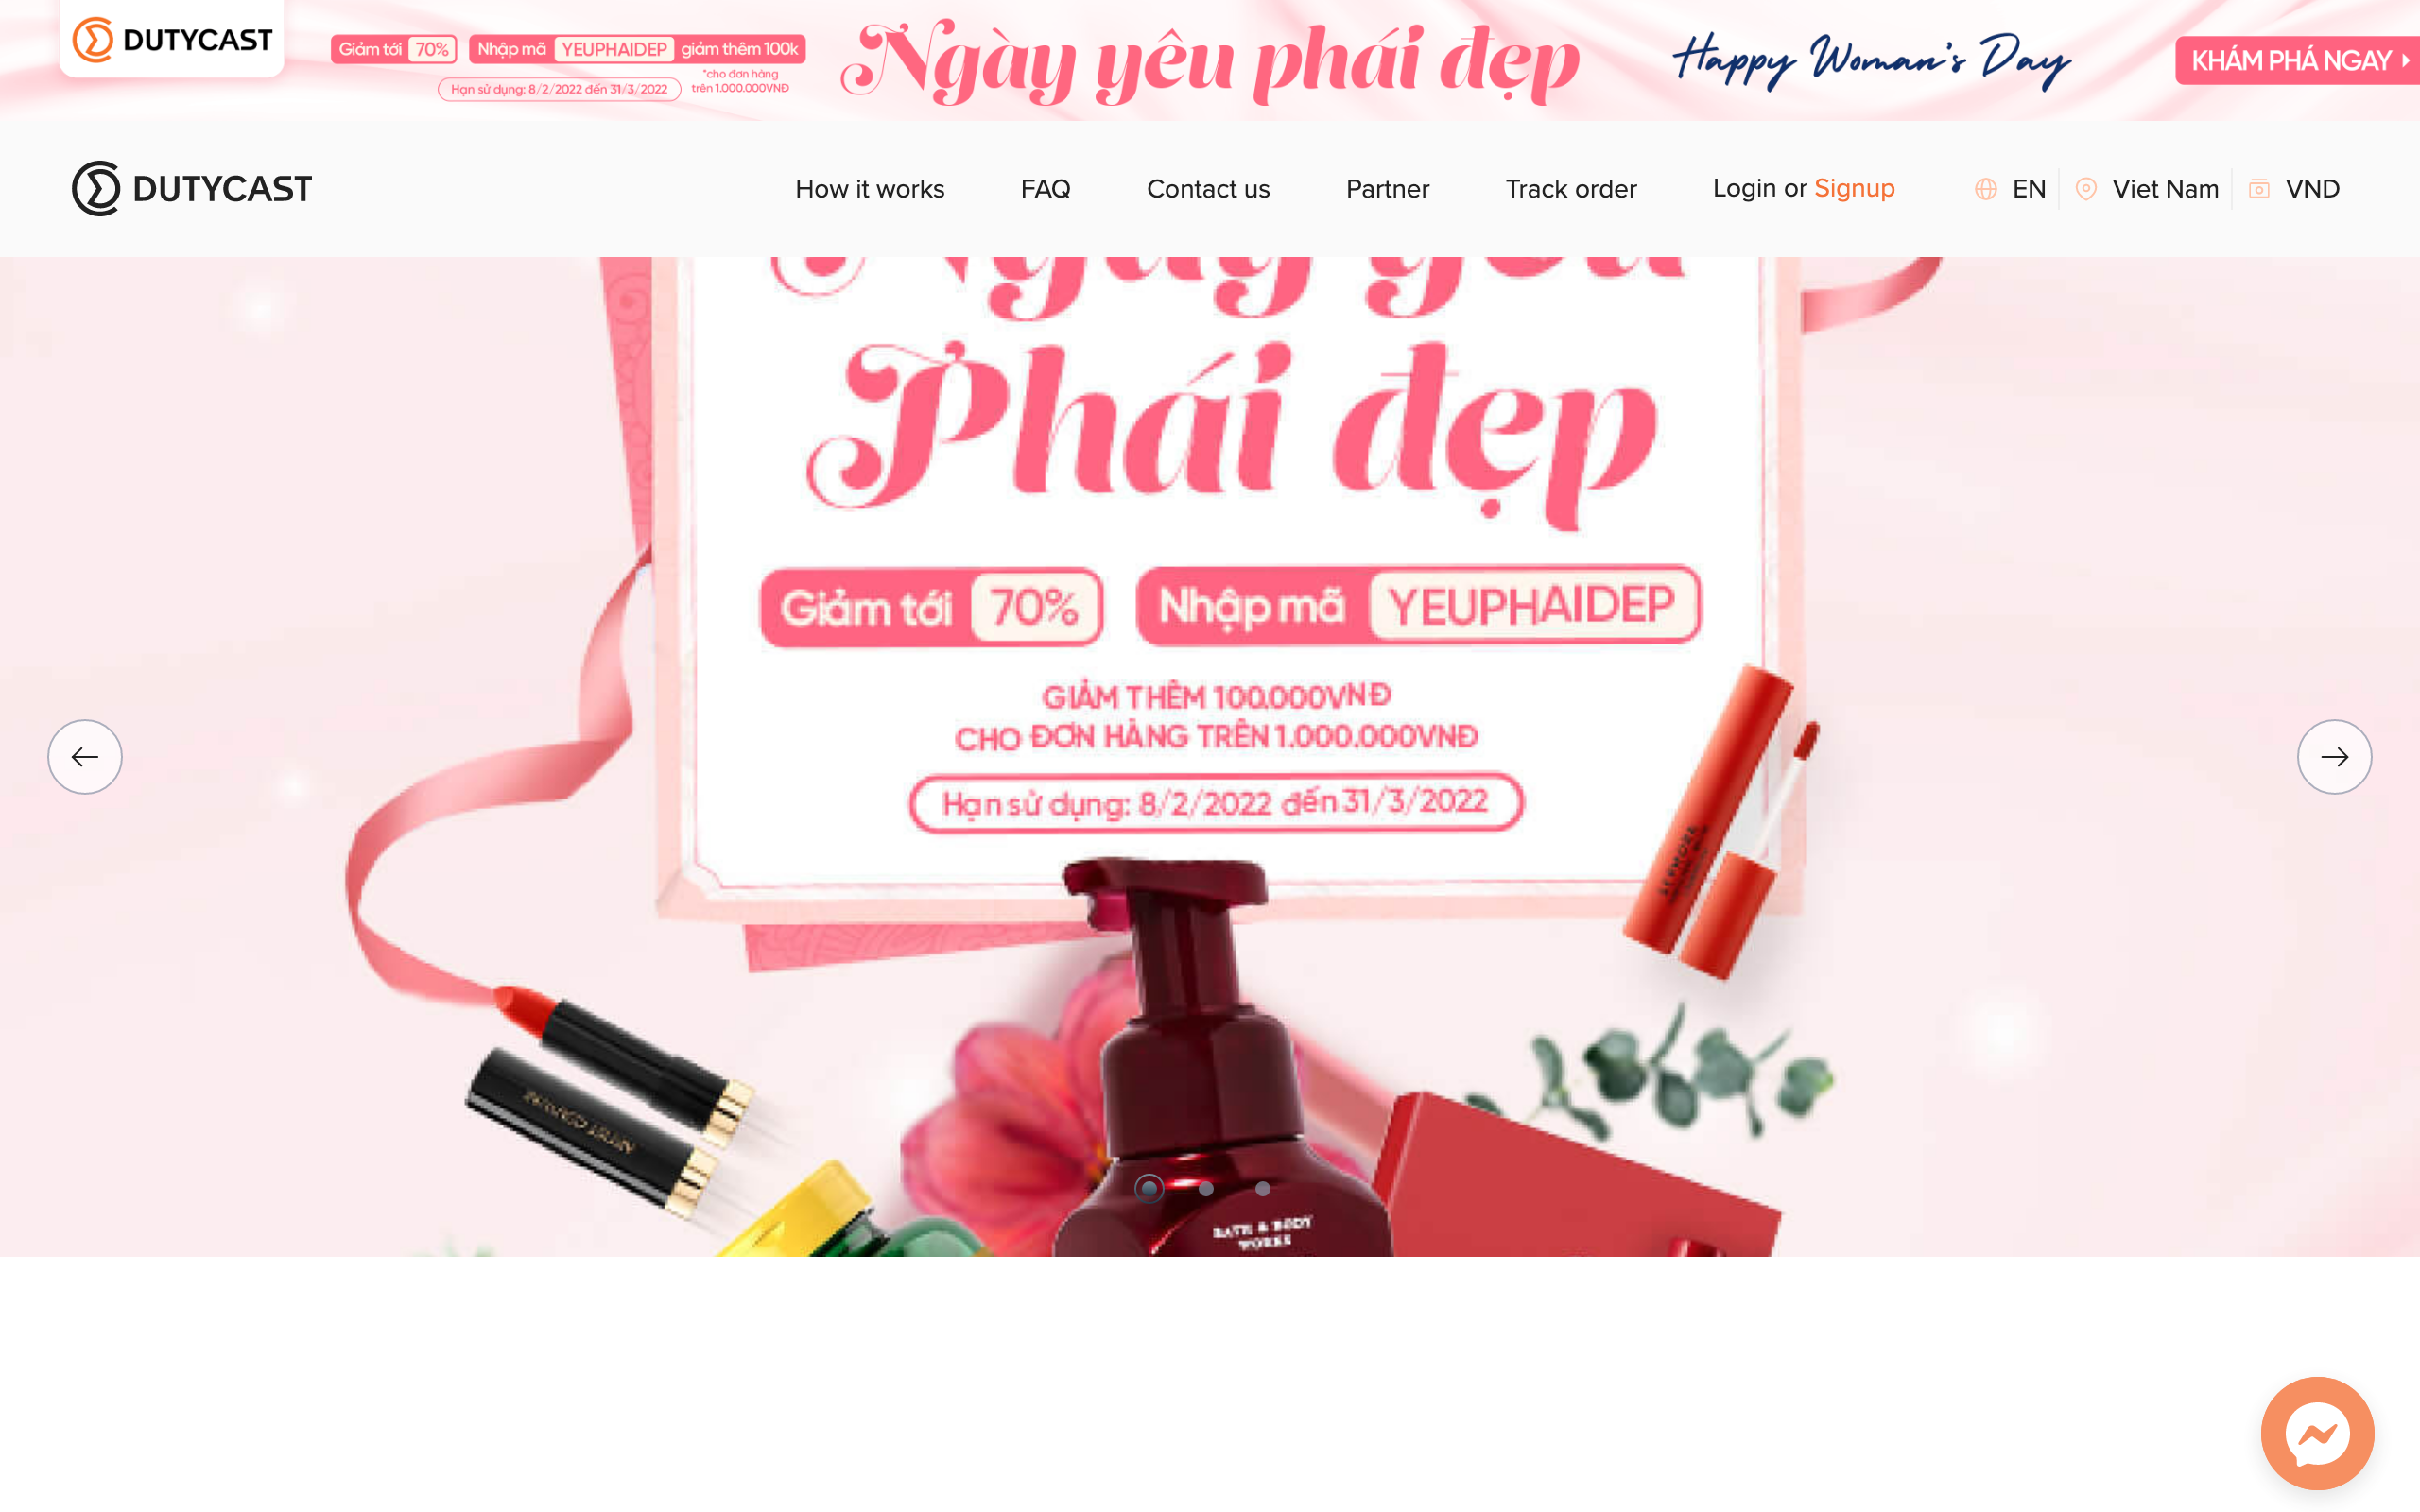 DUTYCAST
Giảm tới 70% Nhập mã YEUPHAIDEP giảm thêm 100k
*cho đơn hàng
trên 1.000.000VNĐ
Hạn sử dụng: 8/2/2022 đến 31/3/2022
Ngày yêu phái đẹp
Happy Woman's Day
KHÁM PHÁ NGAY
DUTYCAST
How it works FAQ Contact us Partner Track order Login or Signup EN Viet Nam VND
Ngày yêu
Phái đẹp
Giảm tới 70% Nhập mã YEUPHAIDEP
GIẢM THÊM 100.000VNĐ
CHO ĐƠN HÀNG TRÊN 1.000.000VNĐ
Hạn sử dụng: 8/2/2022 đến 31/3/2022
SEPHORA
BATH & BODY
WORKS